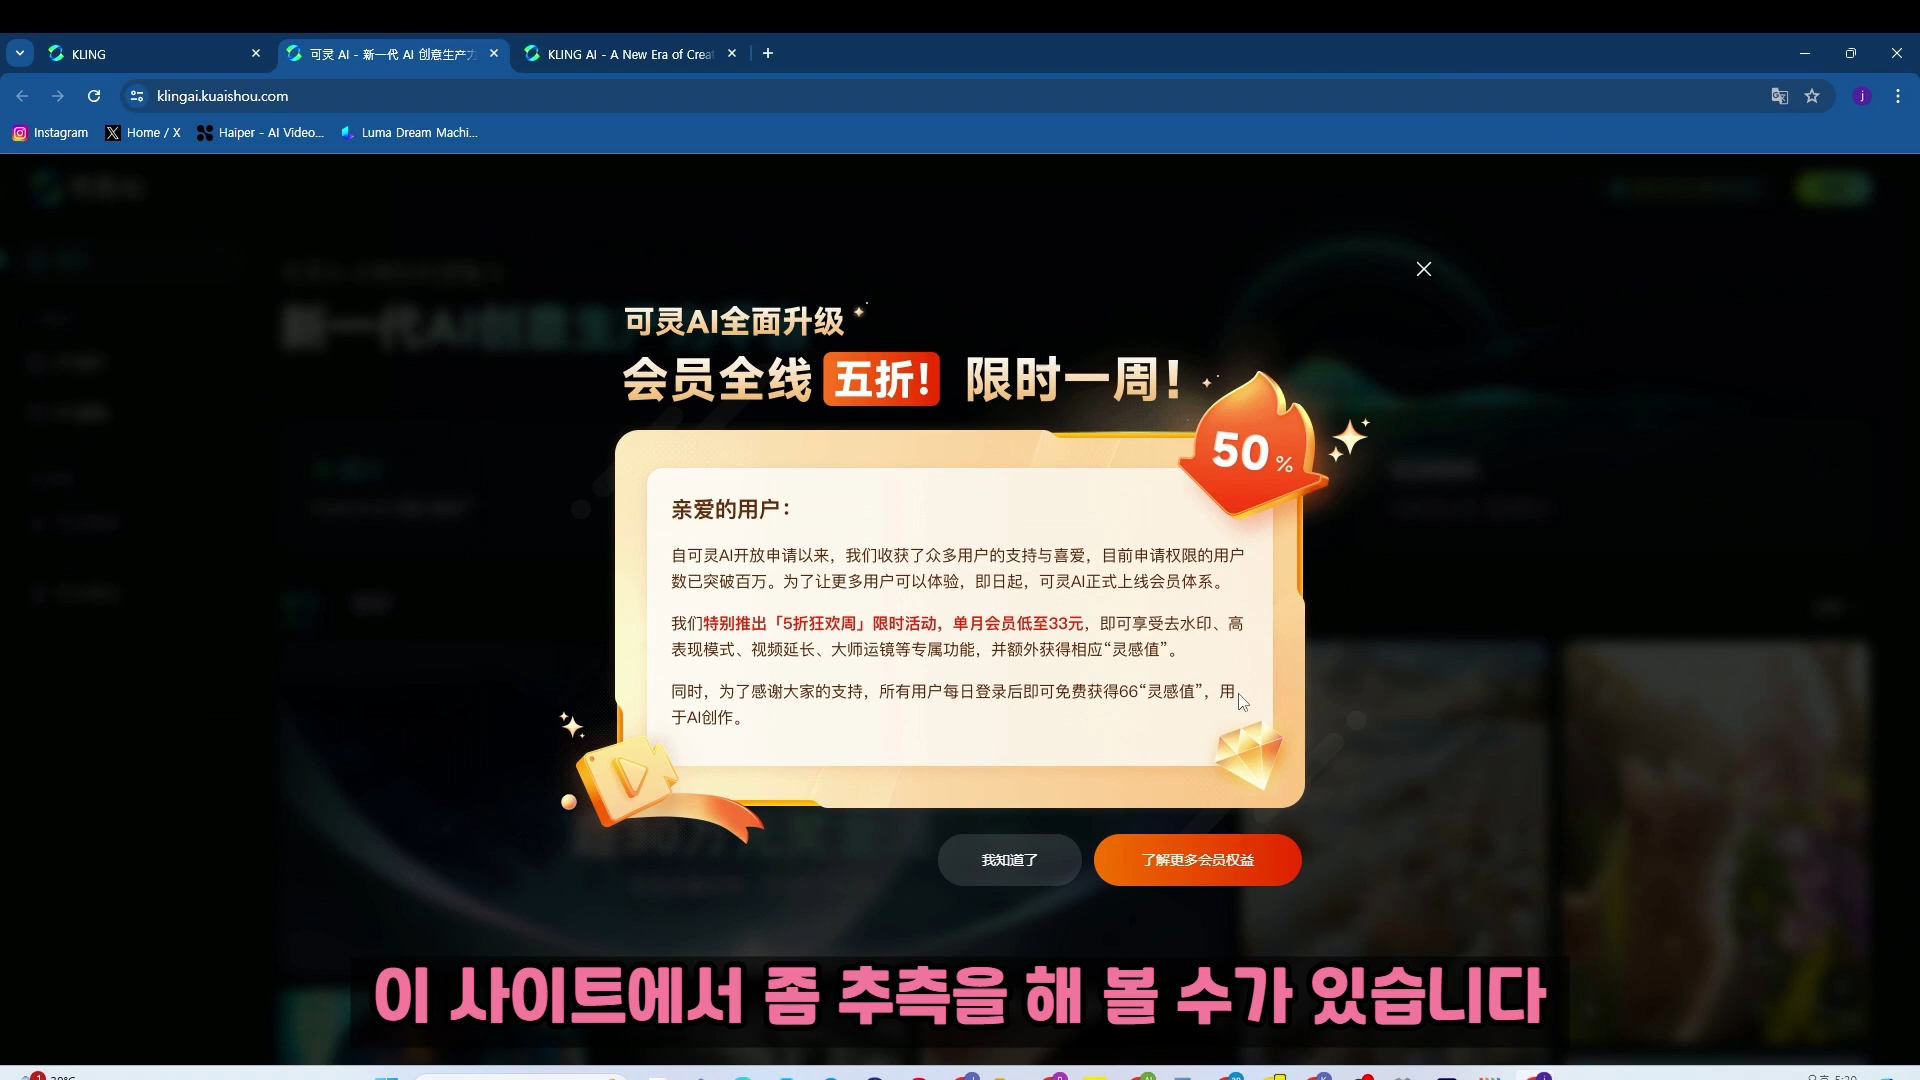 KLING
可灵 AI - 新一代 AI 创意生产力
KLING AI - A New Era of Creat
klingai.kuaishou.com
j
Instagram
Home / X
Haiper - AI Video...
Luma Dream Machi...
新一代AI创意生
可灵AI全面升级
会员全线 五折! 限时一周!
50%
亲爱的用户：
自可灵AI开放申请以来，我们收获了众多用户的支持与喜爱，目前申请权限的用户
数已突破百万。为了让更多用户可以体验，即日起，可灵AI正式上线会员体系。
我们特别推出「5折狂欢周」限时活动，单月会员低至33元，即可享受去水印、高
表现模式、视频延长、大师运镜等专属功能，并额外获得相应“灵感值”。
同时，为了感谢大家的支持，所有用户每日登录后即可免费获得66“灵感值”，用
于AI创作。
我知道了
了解更多会员权益
이 사이트에서 좀 추측을 해 볼 수가 있습니다